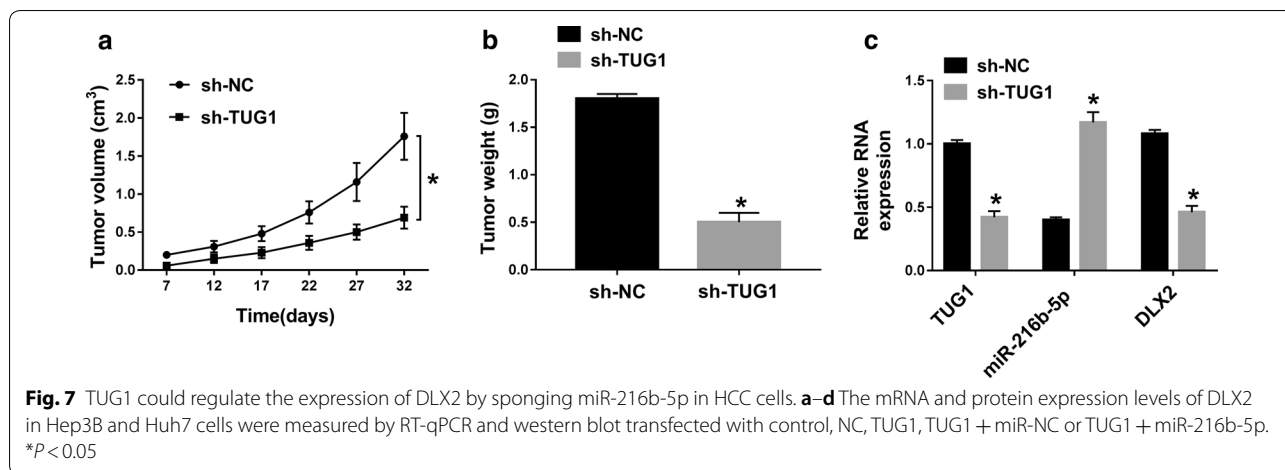 a
sh-NC
sh-TUG1
Tumor volume (cm³)
2.5
2.0
1.5
1.0
0.5
0.0
7 12 17 22 27 32
Time(days)
*
b
sh-NC
sh-TUG1
Tumor weight (g)
2.0
1.5
1.0
0.5
0.0
*
sh-NC sh-TUG1
c
sh-NC
sh-TUG1
Relative RNA
expression
1.5
1.0
0.5
0.0
* * *
TUG1 miR-216b-5p DLX2
Fig. 7 TUG1 could regulate the expression of DLX2 by sponging miR-216b-5p in HCC cells. a–d The mRNA and protein expression levels of DLX2
in Hep3B and Huh7 cells were measured by RT-qPCR and western blot transfected with control, NC, TUG1, TUG1 + miR-NC or TUG1 + miR-216b-5p.
*P < 0.05